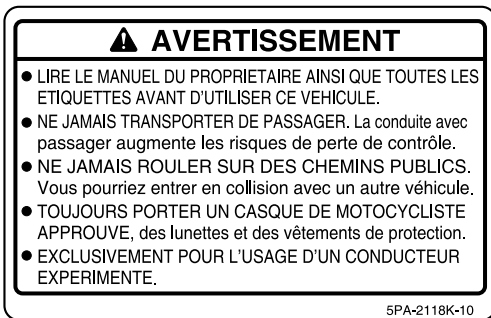 ⚠ AVERTISSEMENT
● LIRE LE MANUEL DU PROPRIETAIRE AINSI QUE TOUTES LES
ETIQUETTES AVANT D'UTILISER CE VEHICULE.
● NE JAMAIS TRANSPORTER DE PASSAGER. La conduite avec
passager augmente les risques de perte de contrôle.
● NE JAMAIS ROULER SUR DES CHEMINS PUBLICS.
Vous pourriez entrer en collision avec un autre véhicule.
● TOUJOURS PORTER UN CASQUE DE MOTOCYCLISTE
APPROUVE, des lunettes et des vêtements de protection.
● EXCLUSIVEMENT POUR L'USAGE D'UN CONDUCTEUR
EXPERIMENTE.
5PA-2118K-10